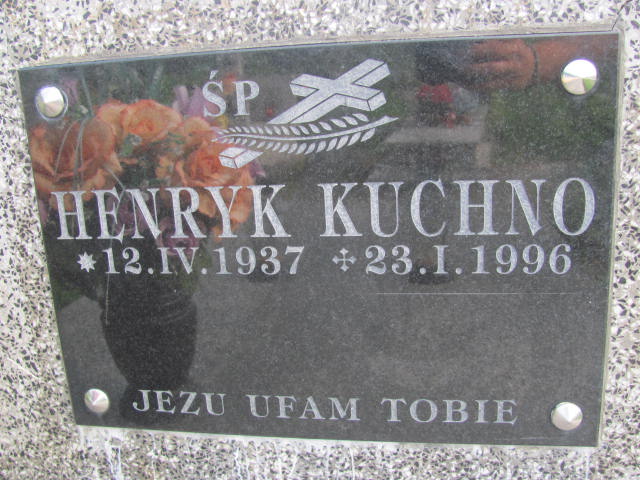 ŚP
HENRYK KUCHNO
*12.IV.1937 ✢23.I.1996
JEZU UFAM TOBIE